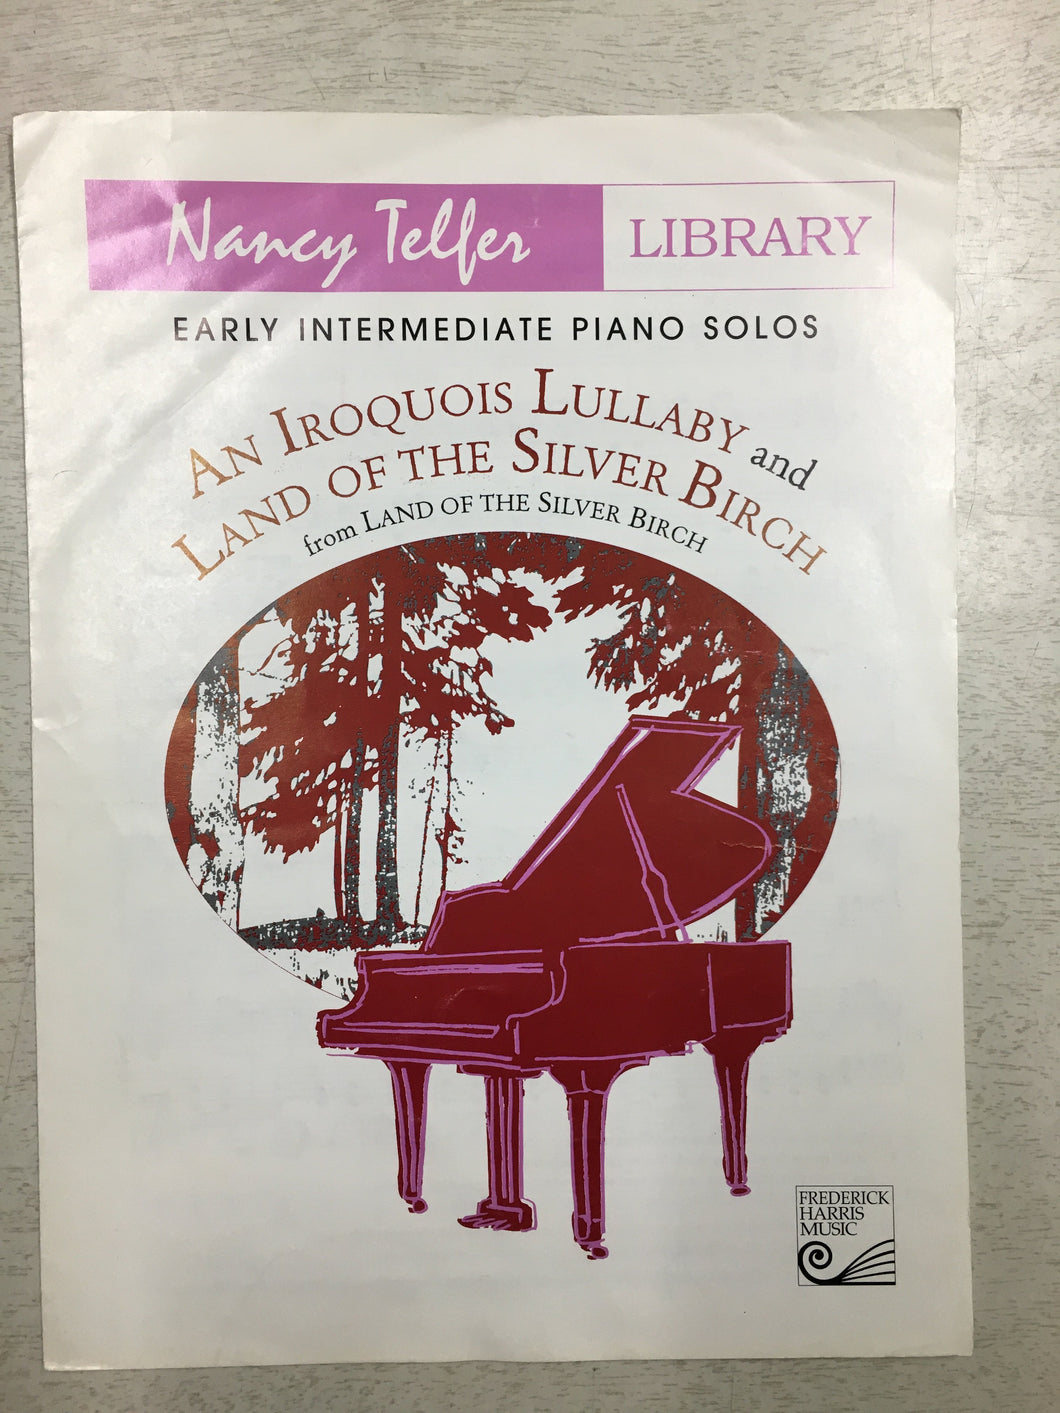 Nancy Telfer LIBRARY
EARLY INTERMEDIATE PIANO SOLOS
AN IROQUOIS LULLABY and
LAND OF THE SILVER BIRCH
from LAND OF THE SILVER BIRCH
FREDERICK
HARRIS
MUSIC